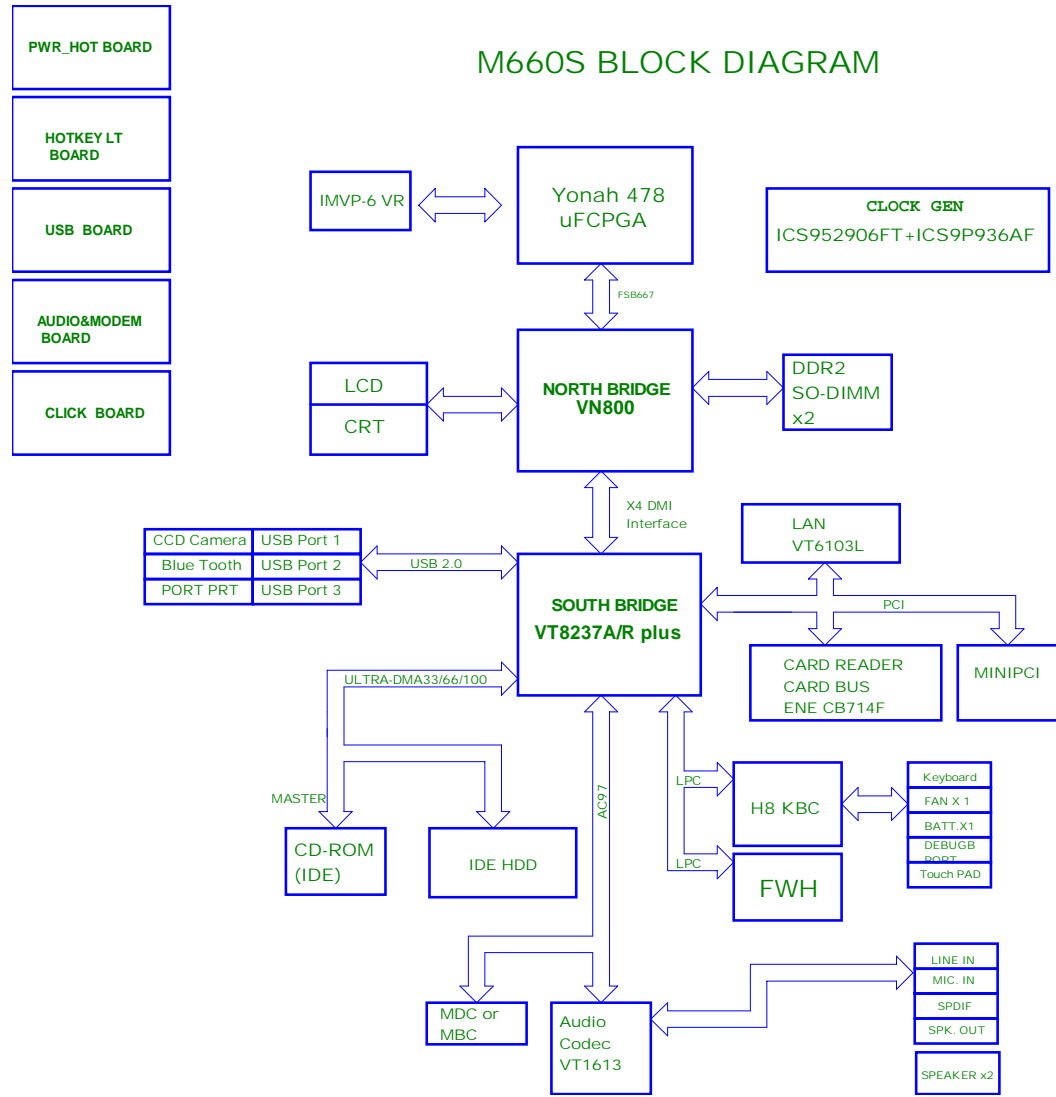 PWR_HOT BOARD
M660S BLOCK DIAGRAM
HOTKEY LT
BOARD
USB BOARD
AUDIO&MODEM
BOARD
CLICK BOARD
IMVP-6 VR
Yonah 478
uFCPGA
CLOCK GEN
ICS952906FT+ICS9P936AF
FSB667
LCD
CRT
NORTH BRIDGE
VN800
DDR2
SO-DIMM
x2
X4 DMI
Interface
LAN
VT6103L
CCD Camera USB Port 1
Blue Tooth USB Port 2
PORT PRT USB Port 3
USB 2.0
SOUTH BRIDGE
VT8237A/R plus
PCI
CARD READER
CARD BUS
ENE CB714F
MINIPCI
ULTRA-DMA33/66/100
MASTER
CD-ROM
(IDE)
IDE HDD
AC97
LPC
H8 KBC
LPC
FWH
Keyboard
FAN X 1
BATT.X1
DEBUGB
PORT
Touch PAD
MDC or
MBC
Audio
Codec
VT1613
LINE IN
MIC. IN
SPDIF
SPK. OUT
SPEAKER x2